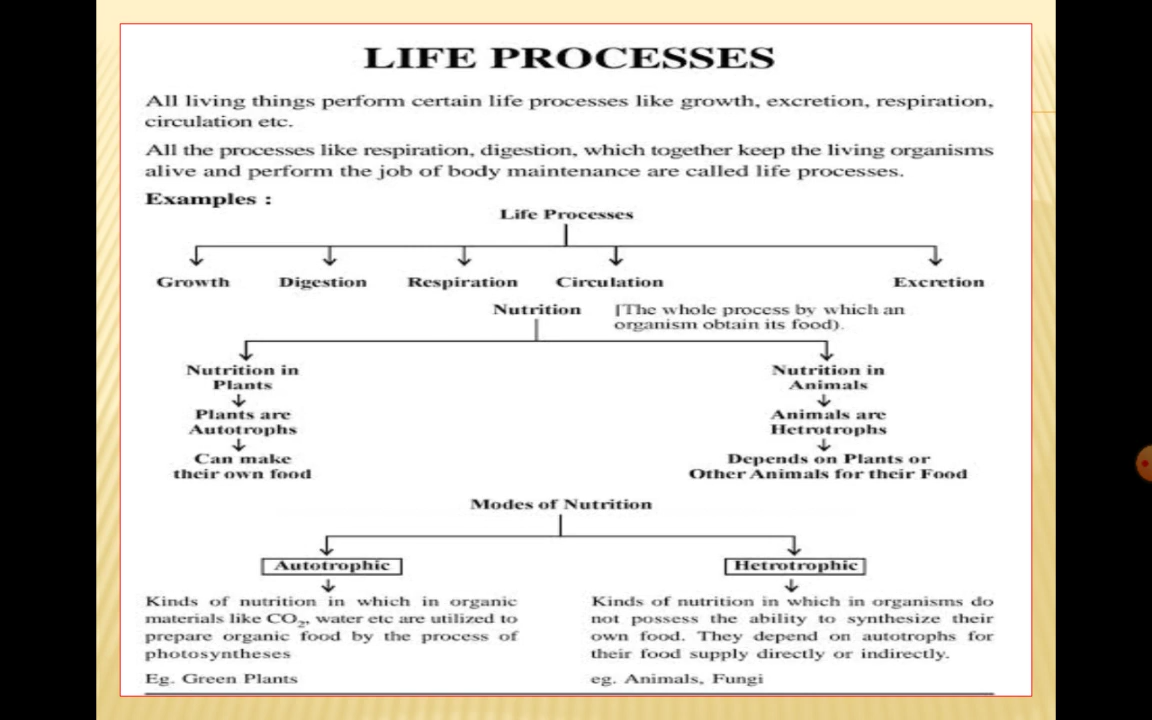 LIFE PROCESSES
All living things perform certain life processes like growth, excretion, respiration,
circulation etc.
All the processes like respiration, digestion, which together keep the living organisms
alive and perform the job of body maintenance are called life processes.
Examples :
Life Processes
Growth Digestion Respiration Circulation Excretion
Nutrition [The whole process by which an
organism obtain its food).
Nutrition in
Plants
Plants are
Autotrophs
Can make
their own food
Nutrition in
Animals
Animals are
Hetrotrophs
Depends on Plants or
Other Animals for their Food
Modes of Nutrition
Autotrophic
Kinds of nutrition in which in organic
materials like CO₂, water etc are utilized to
prepare organic food by the process of
photosyntheses
Eg. Green Plants
Hetrotrophic
Kinds of nutrition in which in organisms do
not possess the ability to synthesize their
own food. They depend on autotrophs for
their food supply directly or indirectly.
eg. Animals, Fungi